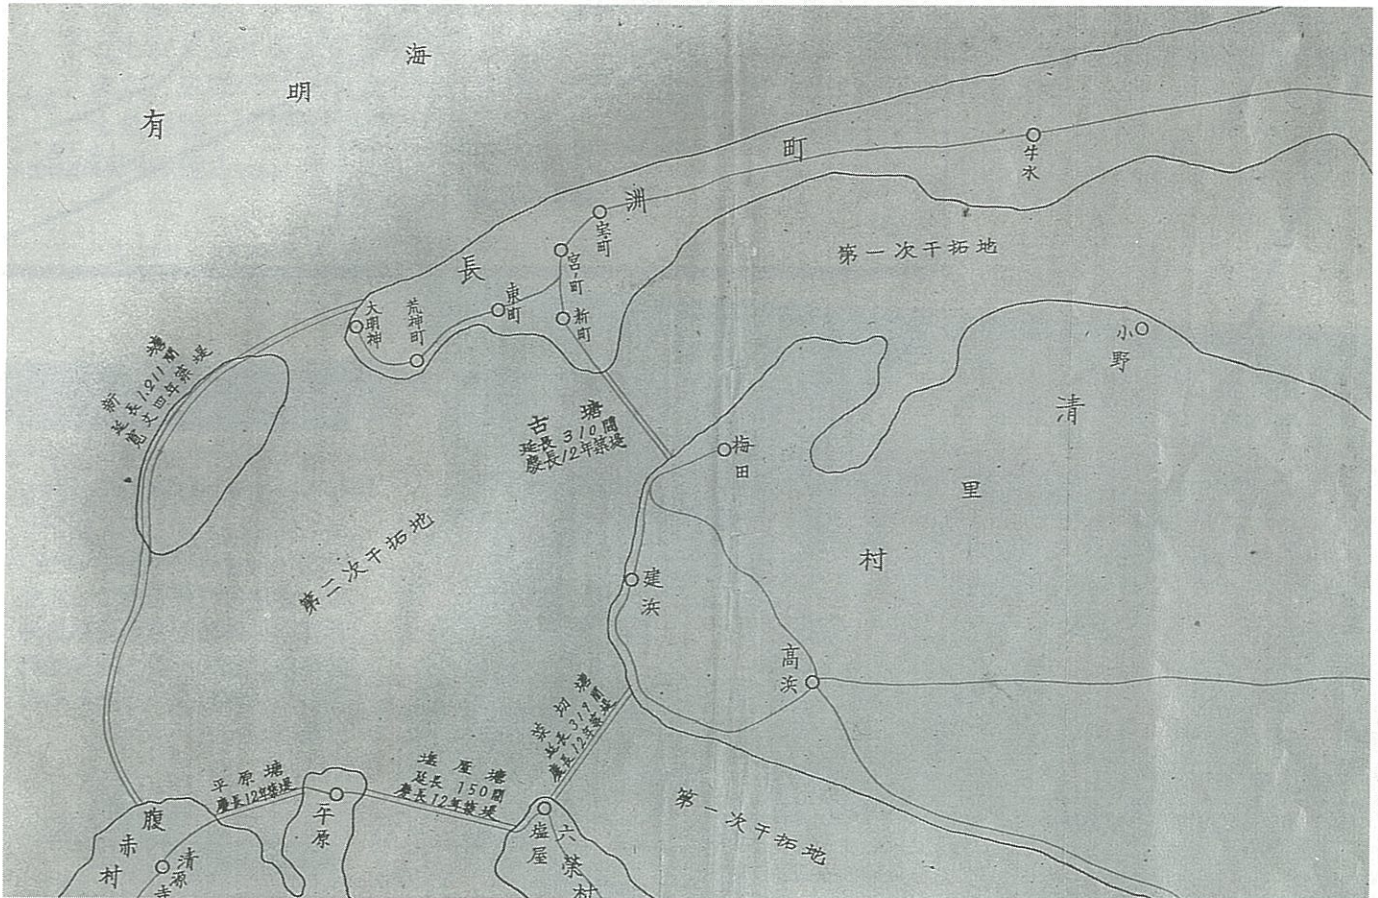 有明海
長洲町
牛水
宝町
宮ノ町
新町
東町
荒神町
大明神
第一次干拓地
小野
清里村
新塘
延長1.211間
寛文四年築堤
古塘
延長310間
慶長12年築堤
梅田
第二次干拓地
建浜
高浜
菜切塘
延長319間
慶長12年築堤
塩屋塘
延長150間
慶長12年築堤
平原塘
慶長12年築堤
平原
塩屋
六榮村
腹赤村
清源寺
第一次干拓地